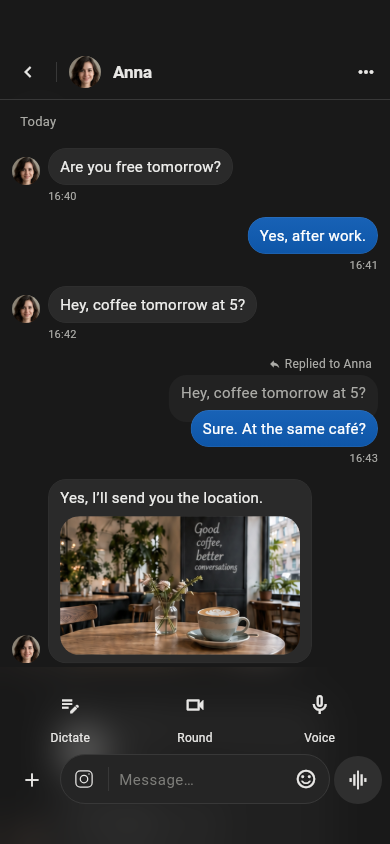 Anna
Today
Are you free tomorrow?
16:40
Yes, after work.
16:41
Hey, coffee tomorrow at 5?
16:42
Replied to Anna
Hey, coffee tomorrow at 5?
Sure. At the same café?
16:43
Yes, I’ll send you the location.
Good
coffee,
better
conversations
Dictate
Round
Voice
Message…